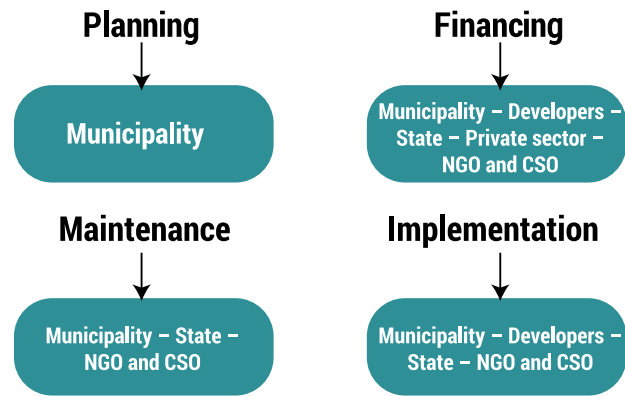 Planning
Municipality
Financing
Municipality – Developers –
State – Private sector –
NGO and CSO
Maintenance
Municipality – State –
NGO and CSO
Implementation
Municipality – Developers –
State – NGO and CSO